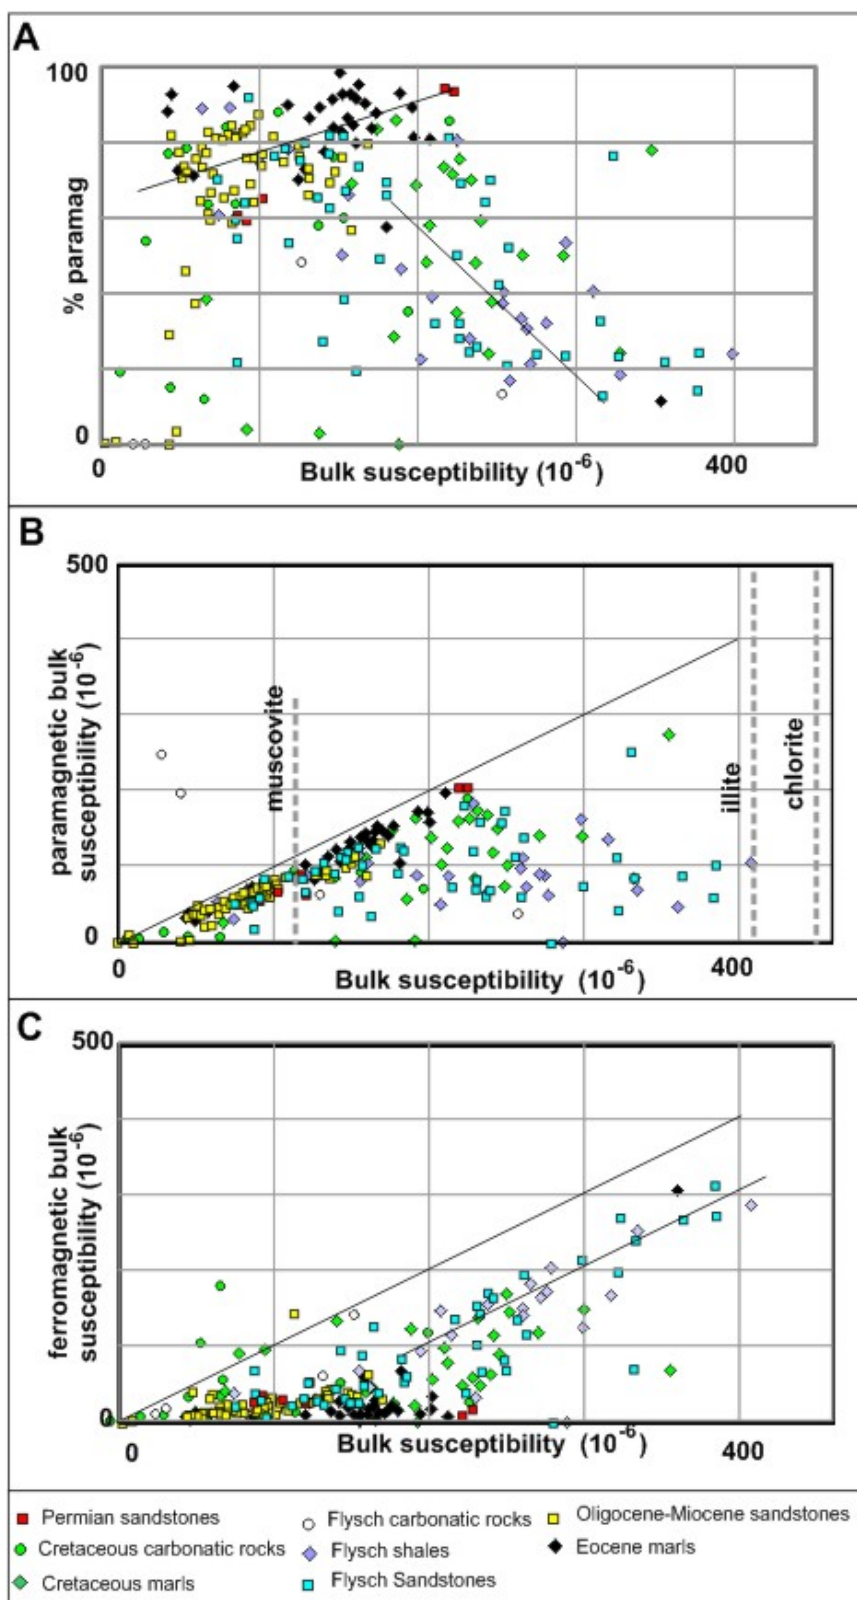 A
100
% paramag
0
0
Bulk susceptibility (10⁻⁶)
400
B
500
paramagnetic bulk
susceptibility (10⁻⁶)
muscovite
illite
chlorite
0
0
Bulk susceptibility (10⁻⁶)
400
C
500
ferromagnetic bulk
susceptibility (10⁻⁶)
0
0
Bulk susceptibility (10⁻⁶)
400
Permian sandstones
Flysch carbonatic rocks
Oligocene-Miocene sandstones
Cretaceous carbonatic rocks
Flysch shales
Eocene marls
Cretaceous marls
Flysch Sandstones